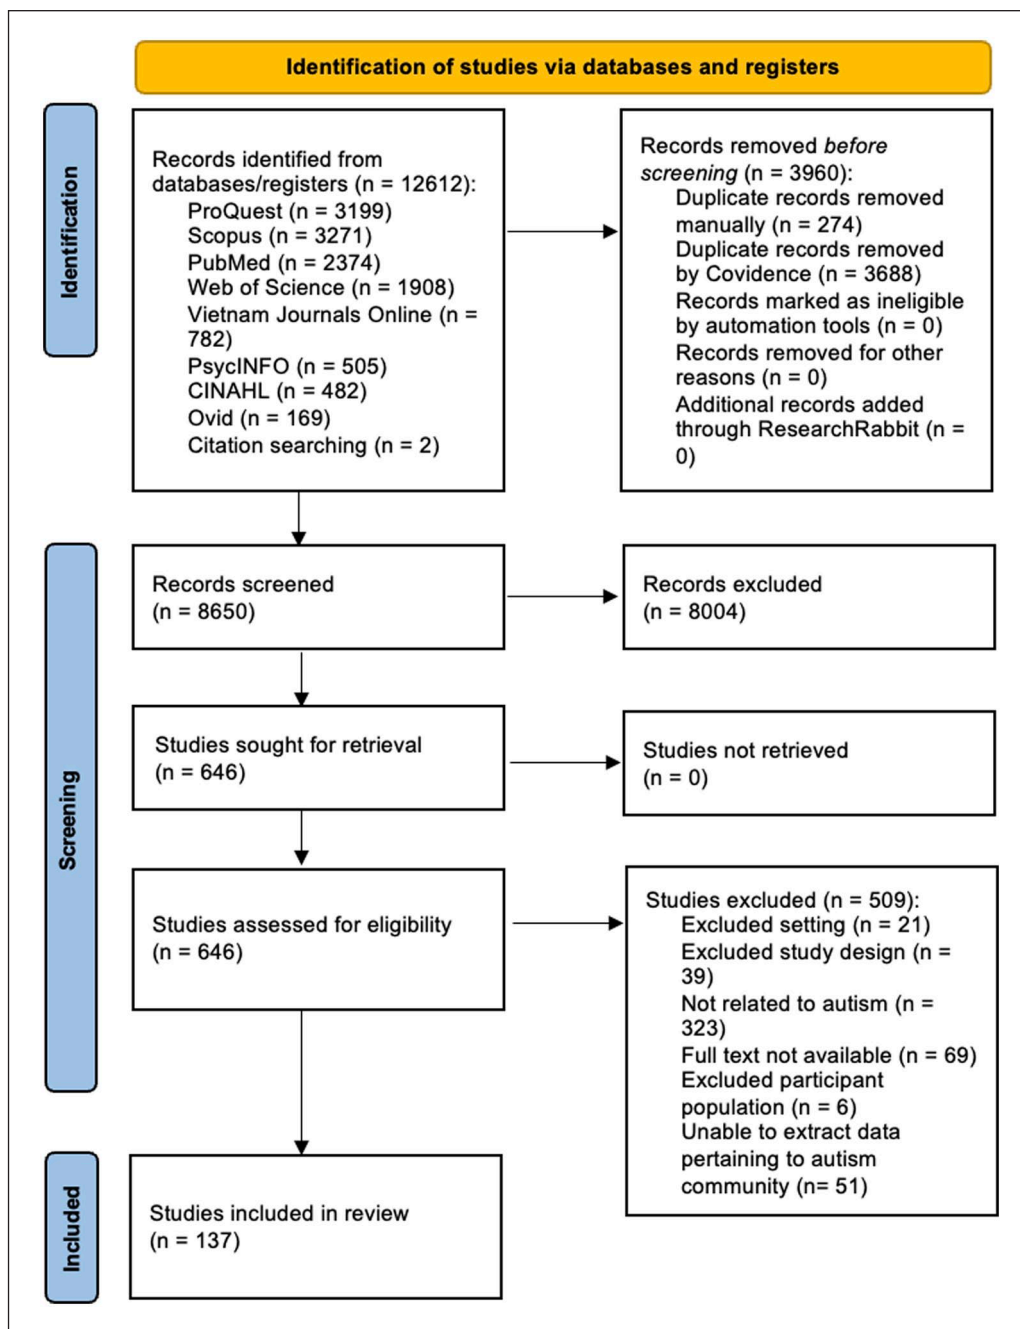 Identification of studies via databases and registers
Identification
Records identified from
databases/registers (n = 12612):
ProQuest (n = 3199)
Scopus (n = 3271)
PubMed (n = 2374)
Web of Science (n = 1908)
Vietnam Journals Online (n =
782)
PsycINFO (n = 505)
CINAHL (n = 482)
Ovid (n = 169)
Citation searching (n = 2)
Records removed before
screening (n = 3960):
Duplicate records removed
manually (n = 274)
Duplicate records removed
by Covidence (n = 3688)
Records marked as ineligible
by automation tools (n = 0)
Records removed for other
reasons (n = 0)
Additional records added
through ResearchRabbit (n =
0)
Screening
Records screened
(n = 8650)
Records excluded
(n = 8004)
Studies sought for retrieval
(n = 646)
Studies not retrieved
(n = 0)
Studies assessed for eligibility
(n = 646)
Studies excluded (n = 509):
Excluded setting (n = 21)
Excluded study design (n =
39)
Not related to autism (n =
323)
Full text not available (n = 69)
Excluded participant
population (n = 6)
Unable to extract data
pertaining to autism
community (n= 51)
Included
Studies included in review
(n = 137)